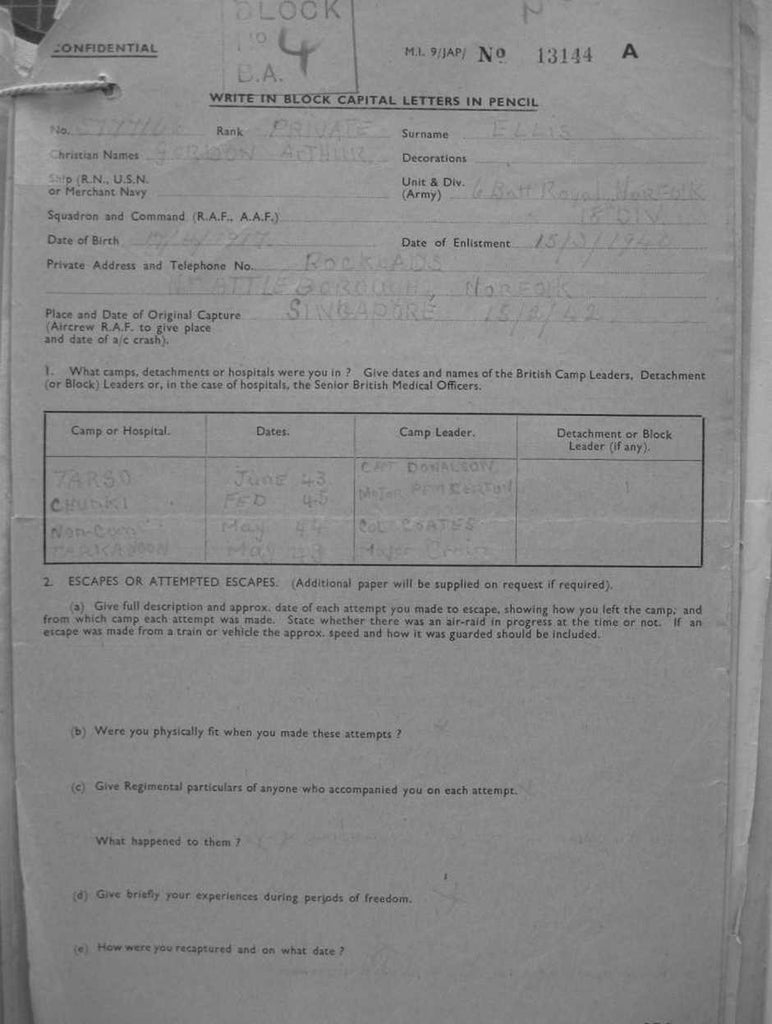 BLOCK
No 4
B.A.
CONFIDENTIAL
M.I. 9/JAP/ No 13144 A
WRITE IN BLOCK CAPITAL LETTERS IN PENCIL
No. Rank PRIVATE Surname ELLIS
Christian Names GORDON ARTHUR Decorations
Ship (R.N., U.S.N. or Merchant Navy
Unit & Div. (Army) 6 Batt Royal NORFOLK
18 DIV
Squadron and Command (R.A.F., A.A.F.)
Date of Birth Date of Enlistment 15/3/1940
Private Address and Telephone No. ROCKLANDS
ATTLEBOROUGH, NORFOLK
Place and Date of Original Capture SINGAPORE 15/2/42
(Aircrew R.A.F. to give place
and date of a/c crash).
1. What camps, detachments or hospitals were you in ? Give dates and names of the British Camp Leaders, Detachment
(or Block) Leaders or, in the case of hospitals, the Senior British Medical Officers.
Camp or Hospital. Dates. Camp Leader. Detachment or Block
Leader (if any).
TARSO June 43 CAPT DONALSON
CHUNKI FED 45 PEMBERTON
Non-Com May 44 COL COATES
2. ESCAPES OR ATTEMPTED ESCAPES. (Additional paper will be supplied on request if required).
(a) Give full description and approx. date of each attempt you made to escape, showing how you left the camp, and
from which camp each attempt was made. State whether there was an air-raid in progress at the time or not. If an
escape was made from a train or vehicle the approx. speed and how it was guarded should be included.
(b) Were you physically fit when you made these attempts ?
(c) Give Regimental particulars of anyone who accompanied you on each attempt.
What happened to them ?
(d) Give briefly your experiences during periods of freedom.
(e) How were you recaptured and on what date ?